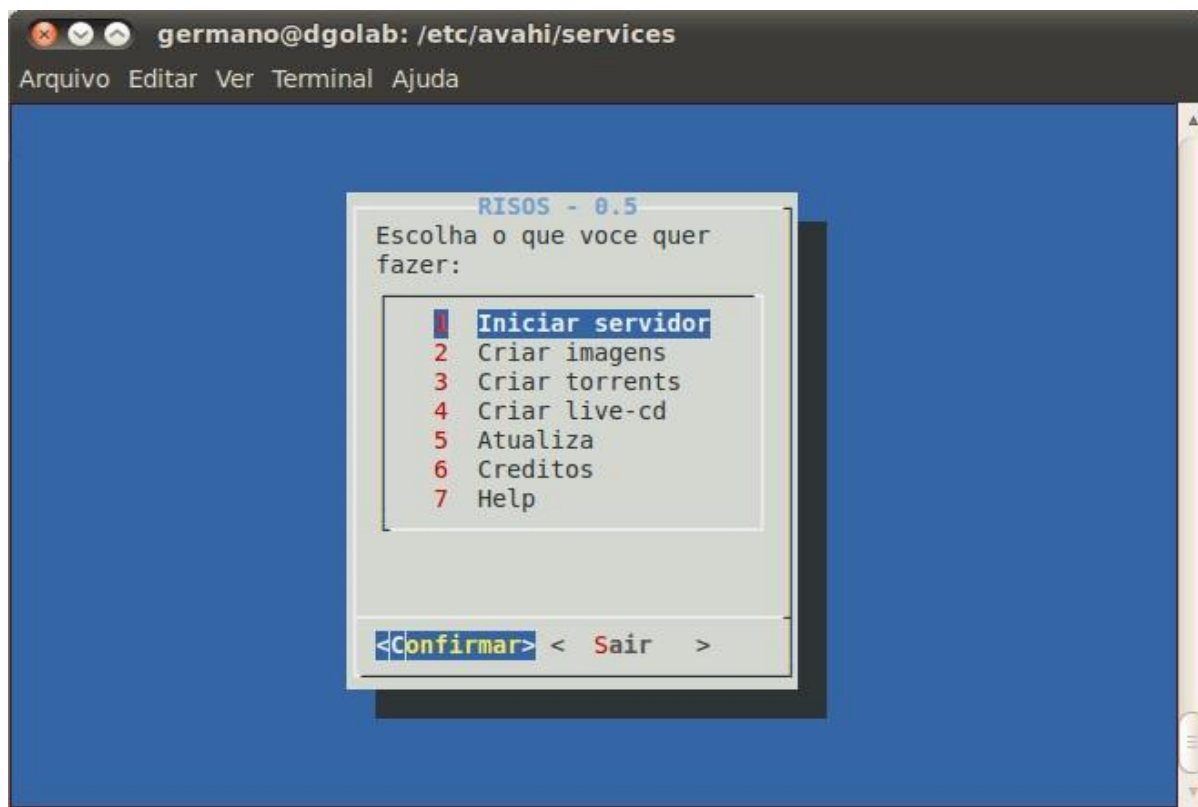 germano@dgolab: /etc/avahi/services
Arquivo Editar Ver Terminal Ajuda
RISOS - 0.5
Escolha o que voce quer
fazer:
1 Iniciar servidor
2 Criar imagens
3 Criar torrents
4 Criar live-cd
5 Atualiza
6 Creditos
7 Help
<Confirmar> < Sair >